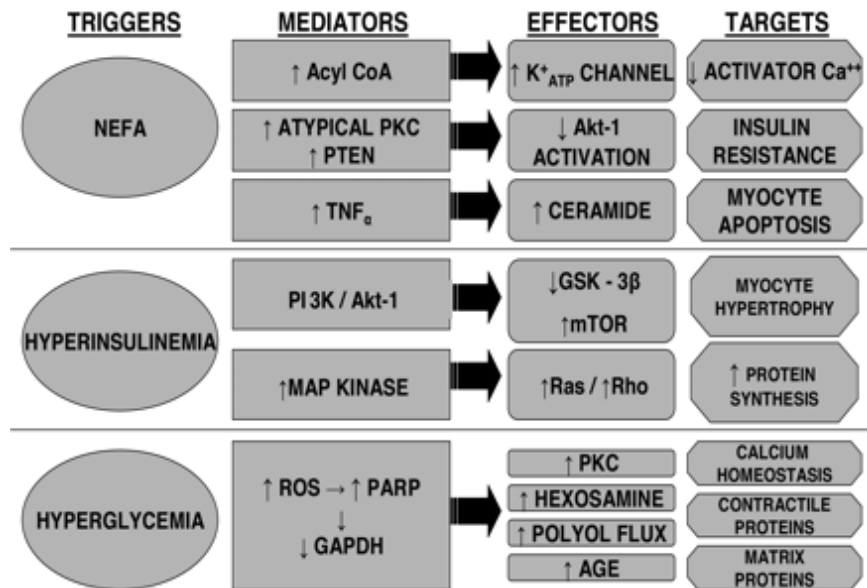 TRIGGERS MEDIATORS EFFECTORS TARGETS
NEFA
↑ Acyl CoA
↑ K⁺ATP CHANNEL
↓ ACTIVATOR Ca⁺⁺
↑ ATYPICAL PKC
↑ PTEN
↓ Akt-1
ACTIVATION
INSULIN
RESISTANCE
↑ TNFα
↑ CERAMIDE
MYOCYTE
APOPTOSIS
HYPERINSULINEMIA
PI 3K / Akt-1
↓GSK - 3β
↑mTOR
MYOCYTE
HYPERTROPHY
↑MAP KINASE
↑Ras / ↑Rho
↑ PROTEIN
SYNTHESIS
HYPERGLYCEMIA
↑ ROS → ↑ PARP
↓
↓ GAPDH
↑ PKC
↑ HEXOSAMINE
↑ POLYOL FLUX
↑ AGE
CALCIUM
HOMEOSTASIS
CONTRACTILE
PROTEINS
MATRIX
PROTEINS